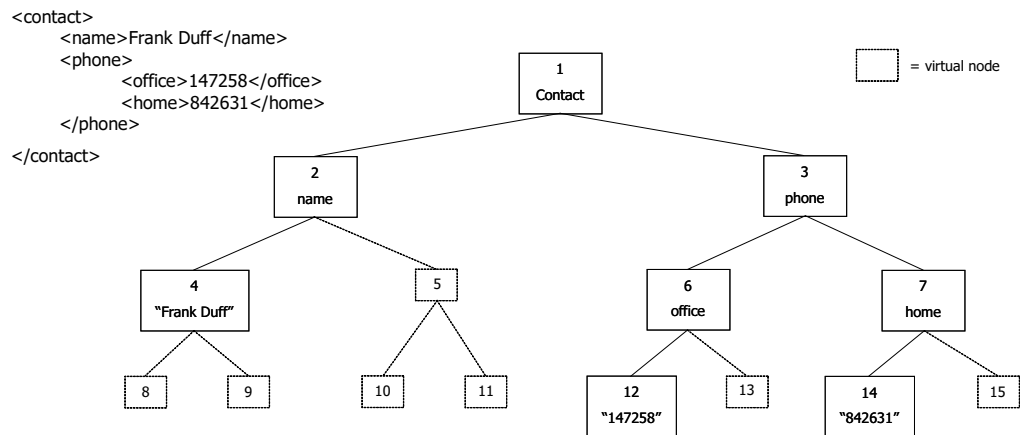 <contact>
<name>Frank Duff</name>
<phone>
<office>147258</office>
<home>842631</home>
</phone>
</contact>
= virtual node
1
Contact
2
name
3
phone
4
“Frank Duff”
5
6
office
7
home
8
9
10
11
12
“147258”
13
14
“842631”
15